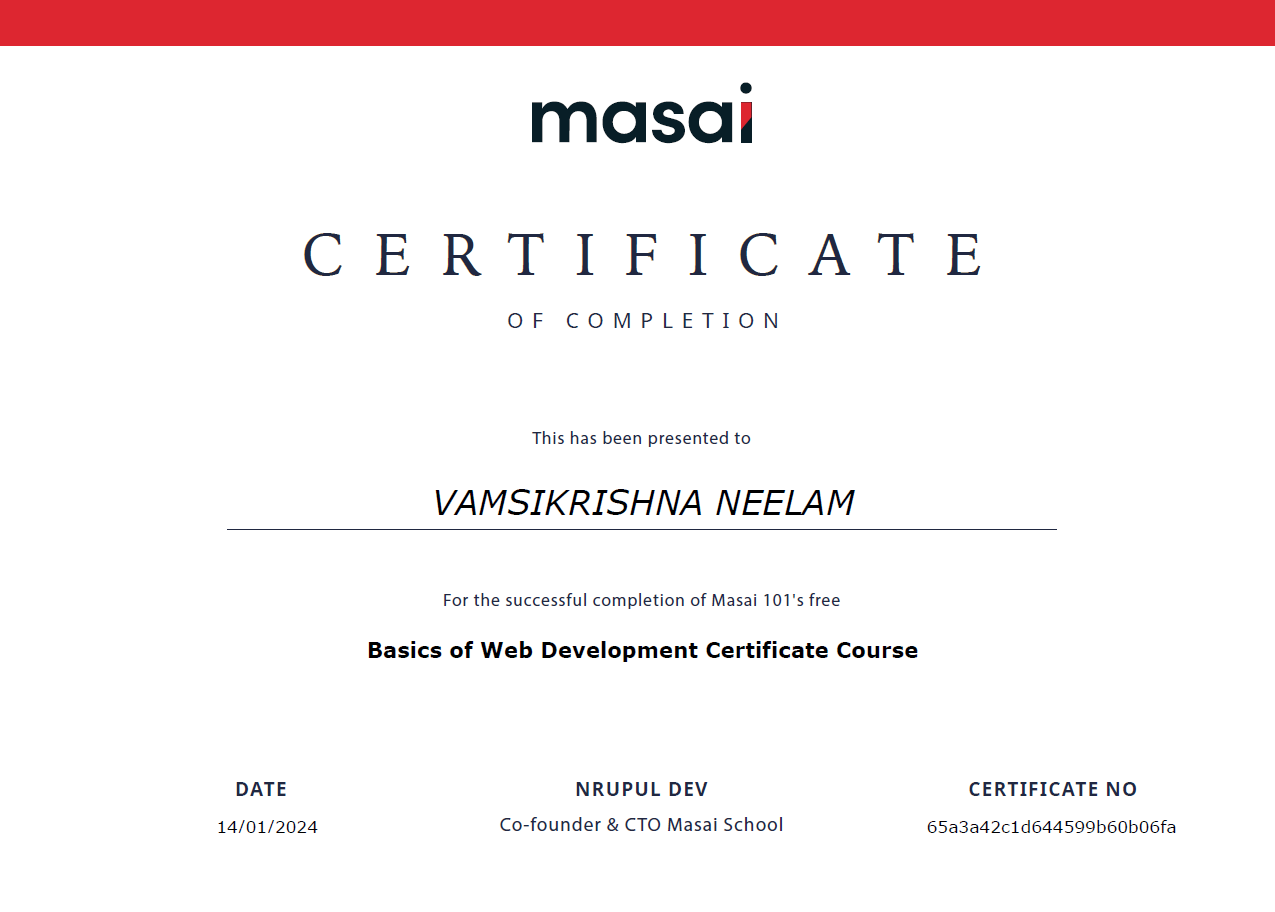 masai
CERTIFICATE
OF COMPLETION
This has been presented to
VAMSIKRISHNA NEELAM
For the successful completion of Masai 101's free
Basics of Web Development Certificate Course
DATE
14/01/2024
NRUPUL DEV
Co-founder & CTO Masai School
CERTIFICATE NO
65a3a42c1d644599b60b06fa